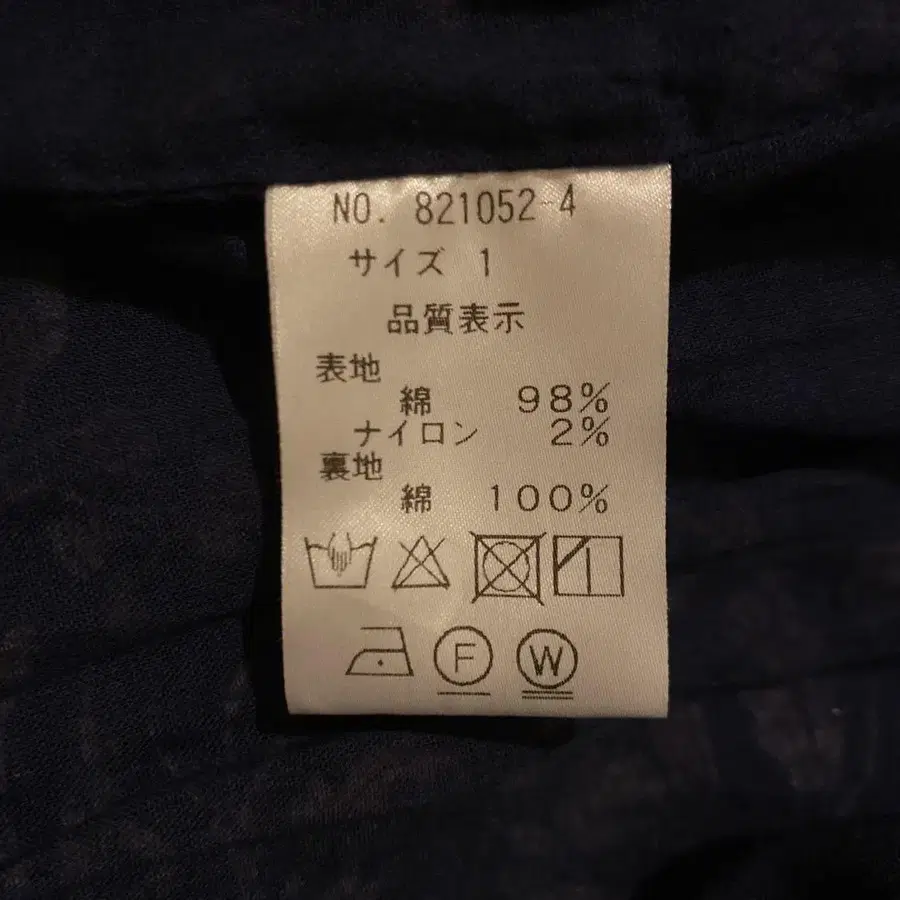 NO. 821052-4
サイズ 1
品質表示
表地
綿 98%
ナイロン 2%
裏地
綿 100%
F W